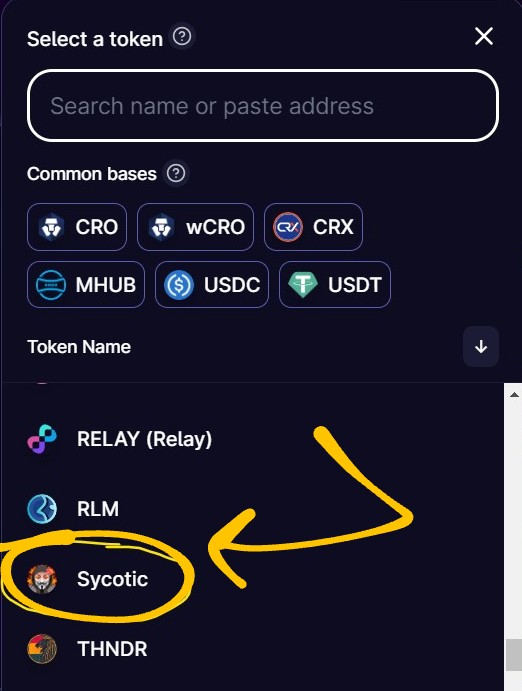 Select a token ?
Search name or paste address
Common bases ?
CRO wCRO CRX
MHUB USDC USDT
Token Name
RELAY (Relay)
RLM
Sycotic
THNDR